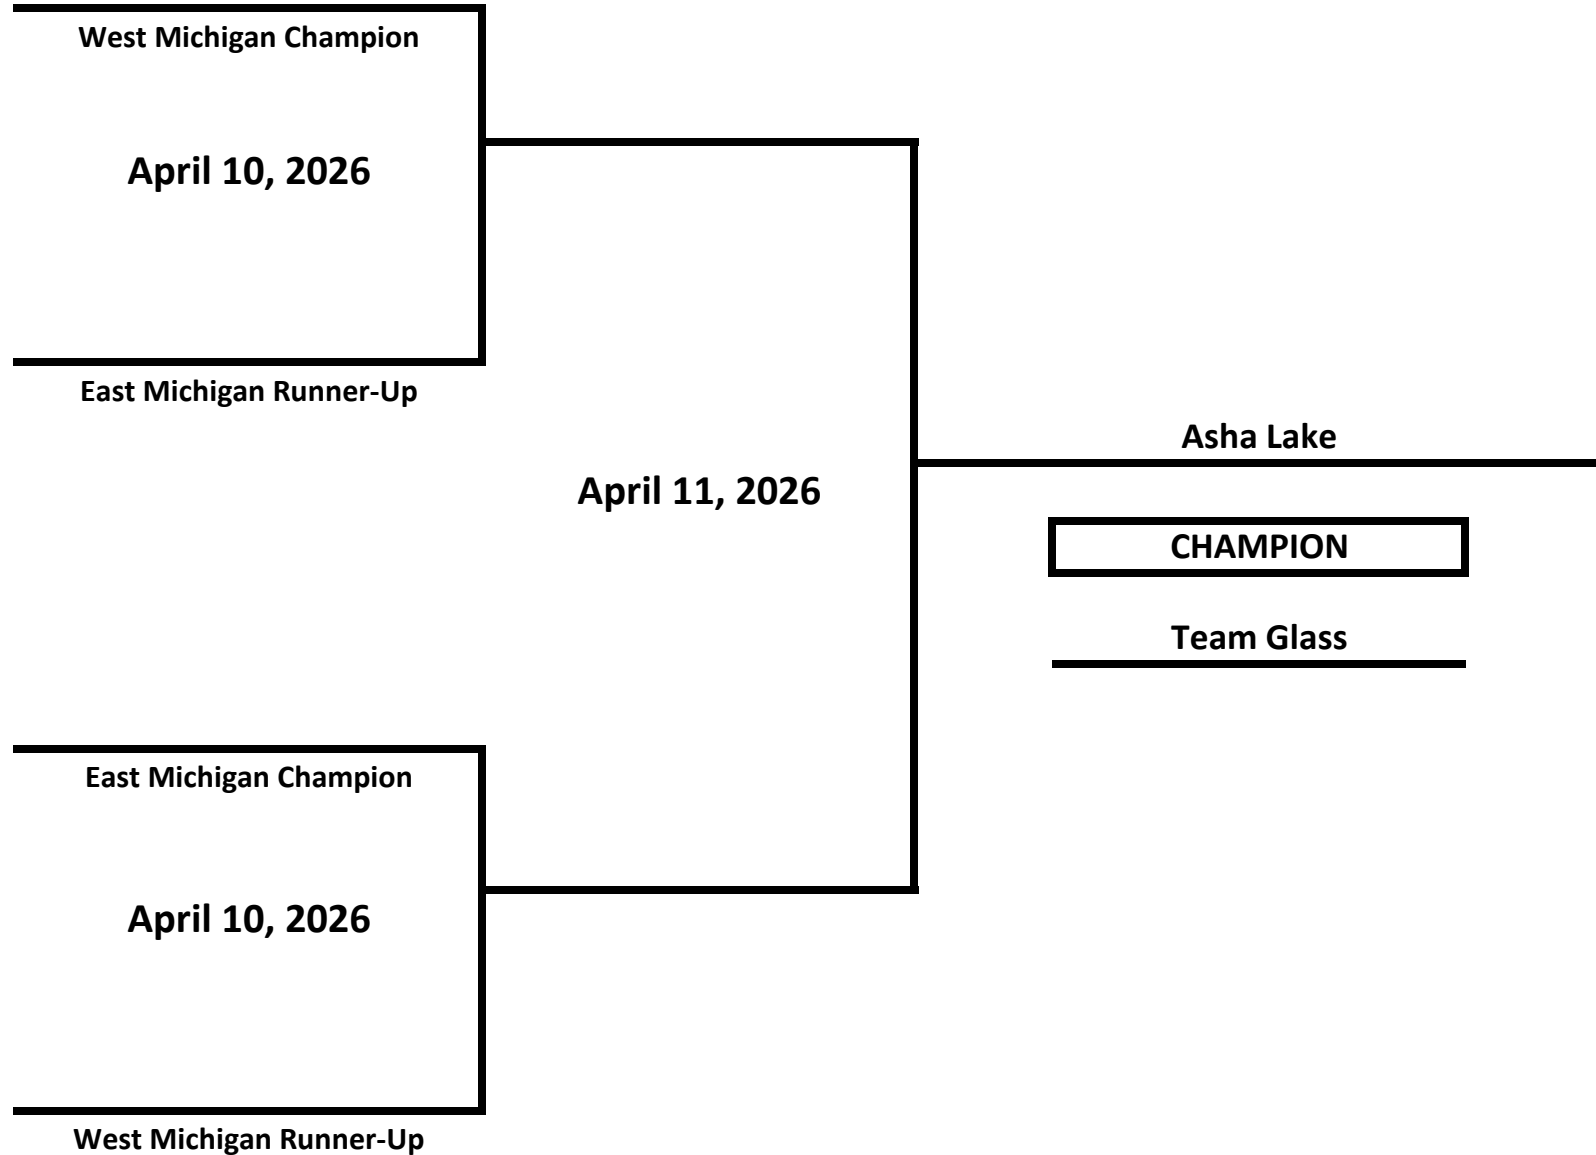 West Michigan Champion
April 10, 2026
East Michigan Runner-Up
Asha Lake
April 11, 2026
CHAMPION
Team Glass
East Michigan Champion
April 10, 2026
West Michigan Runner-Up